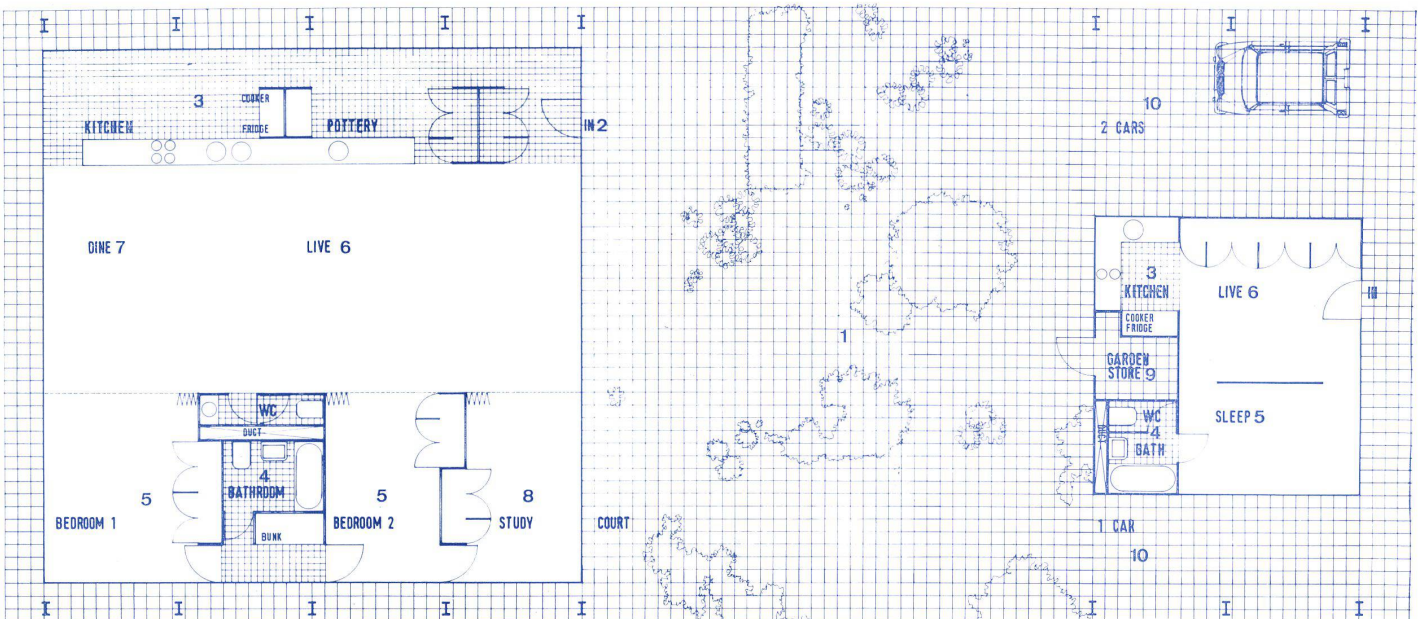 3
COOKER
FRIDGE
KITCHEN
POTTERY
IN 2
DINE 7
LIVE 6
WC
DUCT
4
BATHROOM
BUNK
5
BEDROOM 1
5
BEDROOM 2
8
STUDY
COURT
1
10
2 CARS
3
KITCHEN
COOKER
FRIDGE
LIVE 6
IN
GARDEN
STORE 9
SLEEP 5
WC
4
BATH
1 CAR
10